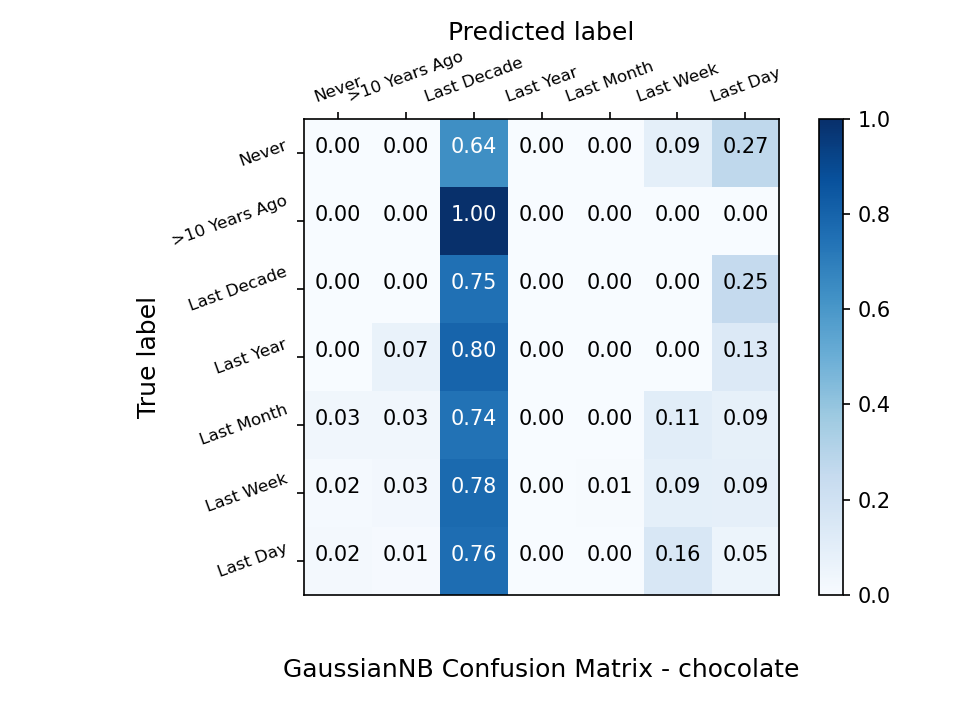 Predicted label
Never >10 Years Ago Last Decade Last Year Last Month Last Week Last Day
Never 0.00 0.00 0.64 0.00 0.00 0.09 0.27
>10 Years Ago 0.00 0.00 1.00 0.00 0.00 0.00 0.00
Last Decade 0.00 0.00 0.75 0.00 0.00 0.00 0.25
Last Year 0.00 0.07 0.80 0.00 0.00 0.00 0.13
Last Month 0.03 0.03 0.74 0.00 0.00 0.11 0.09
Last Week 0.02 0.03 0.78 0.00 0.01 0.09 0.09
Last Day 0.02 0.01 0.76 0.00 0.00 0.16 0.05
True label
1.0
0.8
0.6
0.4
0.2
0.0
GaussianNB Confusion Matrix - chocolate